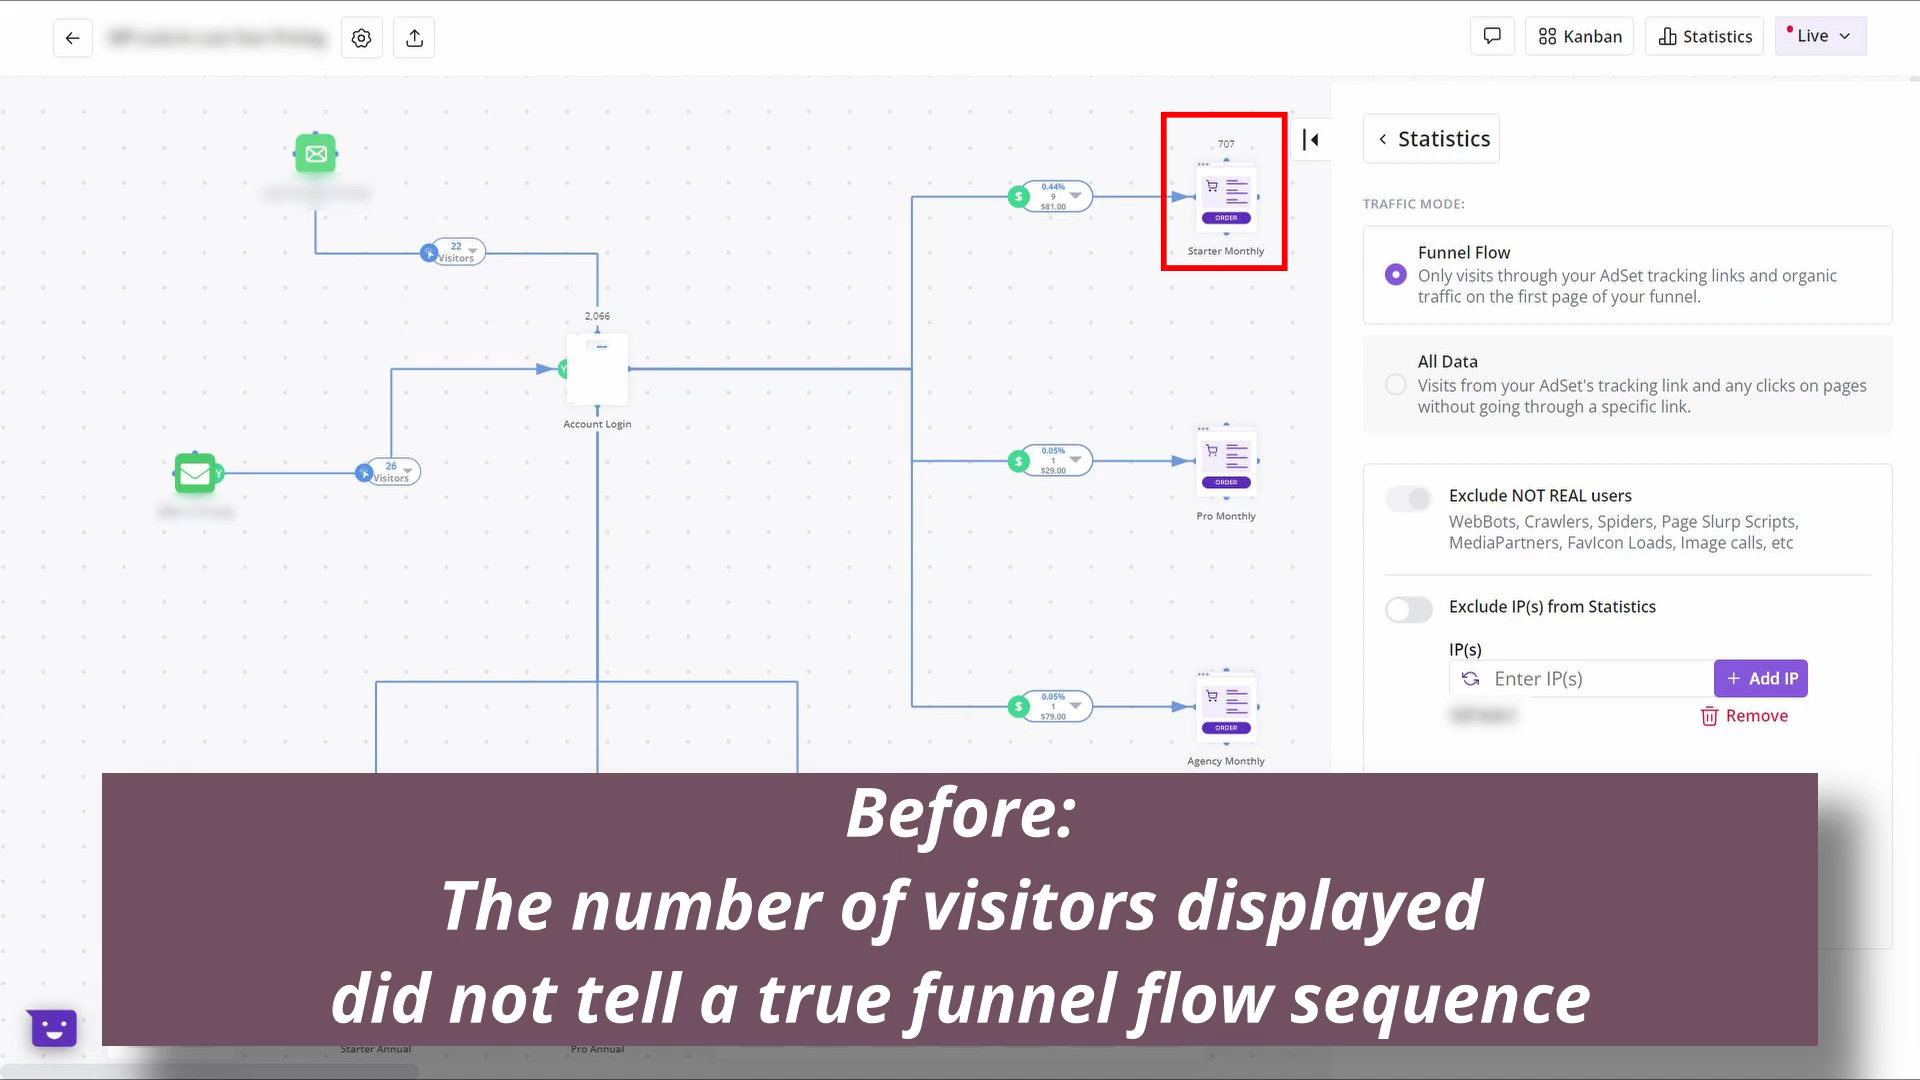 Kanban
Statistics
Live
Statistics
TRAFFIC MODE:
Funnel Flow
Only visits through your AdSet tracking links and organic
traffic on the first page of your funnel.
All Data
Visits from your AdSet's tracking link and any clicks on pages
without going through a specific link.
Exclude NOT REAL users
WebBots, Crawlers, Spiders, Page Slurp Scripts,
MediaPartners, FavIcon Loads, Image calls, etc
Exclude IP(s) from Statistics
IP(s)
Enter IP(s)
+ Add IP
Remove
22
Visitors
2,066
Account Login
26
Visitors
Y
Y
707
$
0.44%
9
$81.00
ORDER
Starter Monthly
$
0.05%
1
$29.00
ORDER
Pro Monthly
$
0.05%
1
$79.00
ORDER
Agency Monthly
Before:
The number of visitors displayed
did not tell a true funnel flow sequence
Starter Annual
Pro Annual